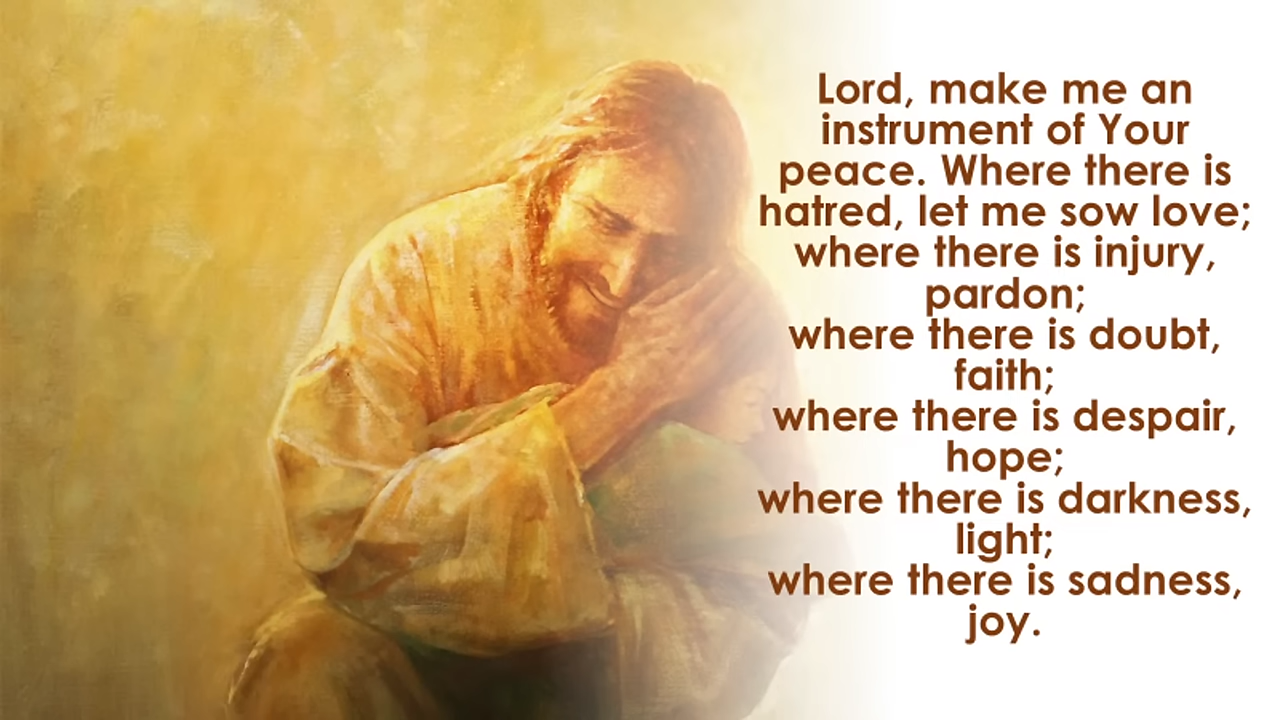 Lord, make me an
instrument of Your
peace. Where there is
hatred, let me sow love;
where there is injury,
pardon;
where there is doubt,
faith;
where there is despair,
hope;
where there is darkness,
light;
where there is sadness,
joy.